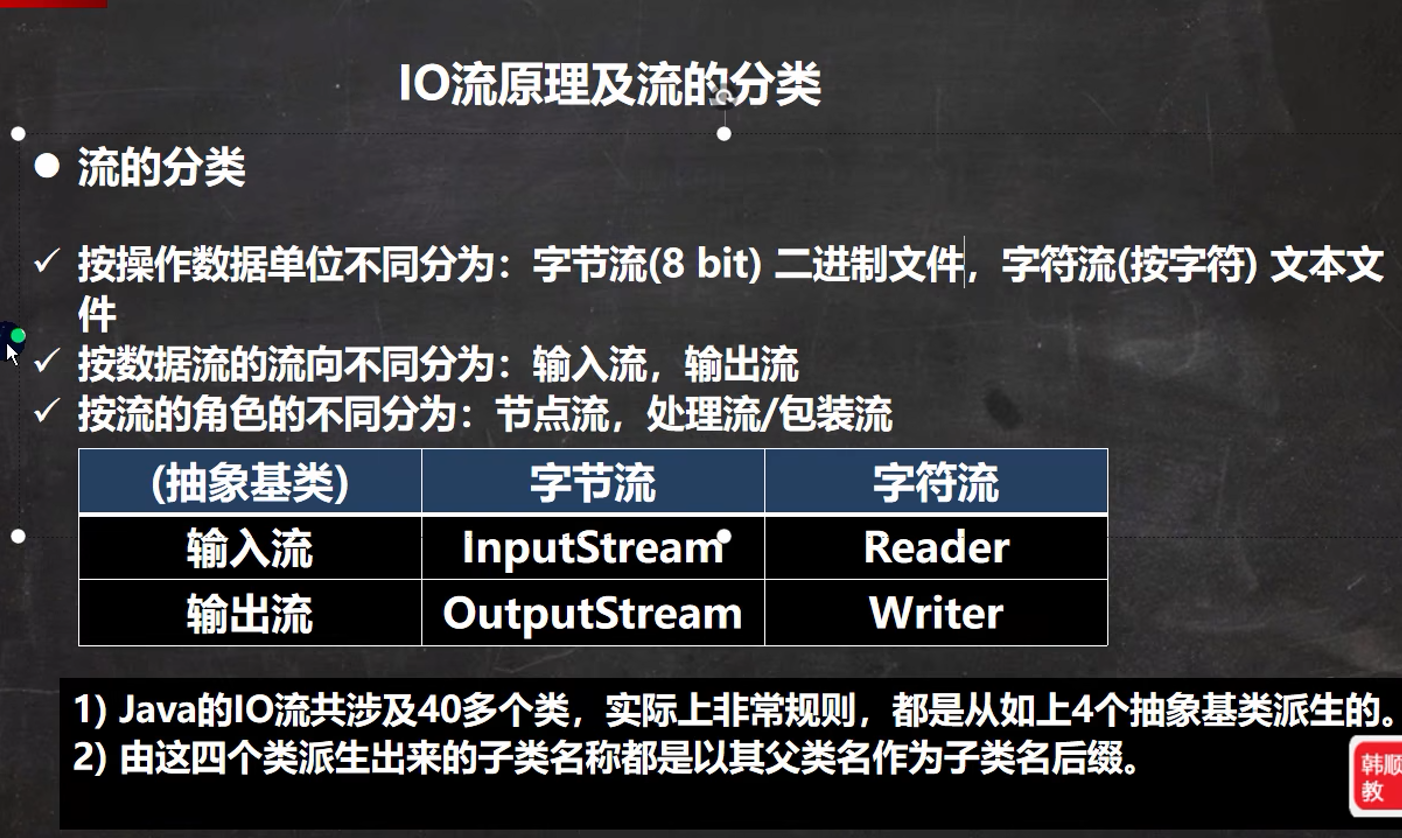 IO流原理及流的分类
流的分类
按操作数据单位不同分为：字节流(8 bit) 二进制文件，字符流(按字符) 文本文
件
按数据流的流向不同分为：输入流，输出流
按流的角色的不同分为：节点流，处理流/包装流
(抽象基类) 字节流 字符流
输入流 InputStream Reader
输出流 OutputStream Writer
1) Java的IO流共涉及40多个类，实际上非常规则，都是从如上4个抽象基类派生的。
2) 由这四个类派生出来的子类名称都是以其父类名作为子类名后缀。
韩顺
教